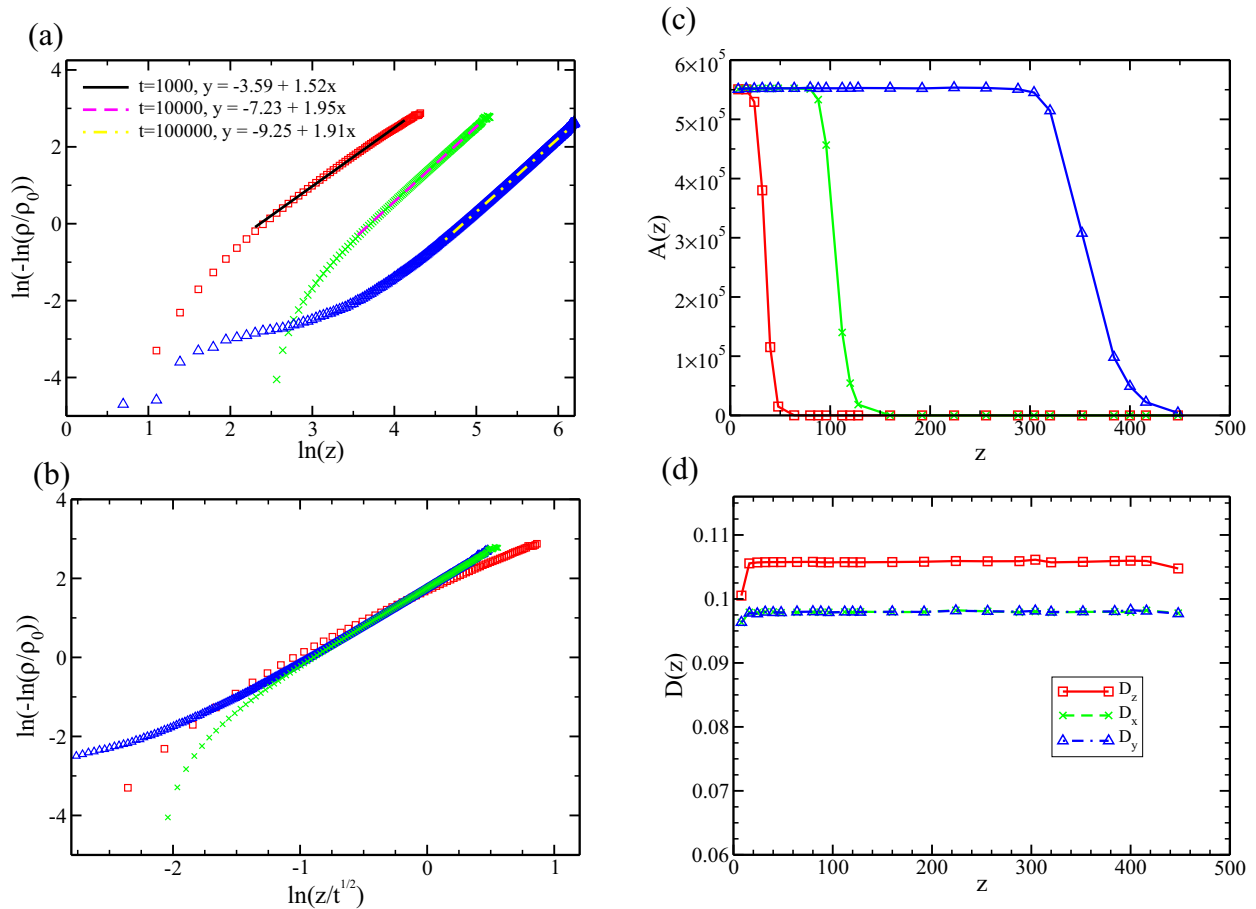 (a)
4
2
0
-2
-4
ln(-ln(ρ/ρ₀))
t=1000, y = -3.59 + 1.52x
t=10000, y = -7.23 + 1.95x
t=100000, y = -9.25 + 1.91x
0 1 2 3 4 5 6
ln(z)
(b)
4
2
0
-2
-4
ln(-ln(ρ/ρ₀))
-2 -1 0 1
ln(z/t^1/2)
(c)
6×10⁵
5×10⁵
4×10⁵
3×10⁵
2×10⁵
1×10⁵
0
A(z)
0 100 200 300 400 500
z
(d)
0.11
0.1
0.09
0.08
0.07
0.06
D(z)
D_z
D_x
D_y
0 100 200 300 400 500
z